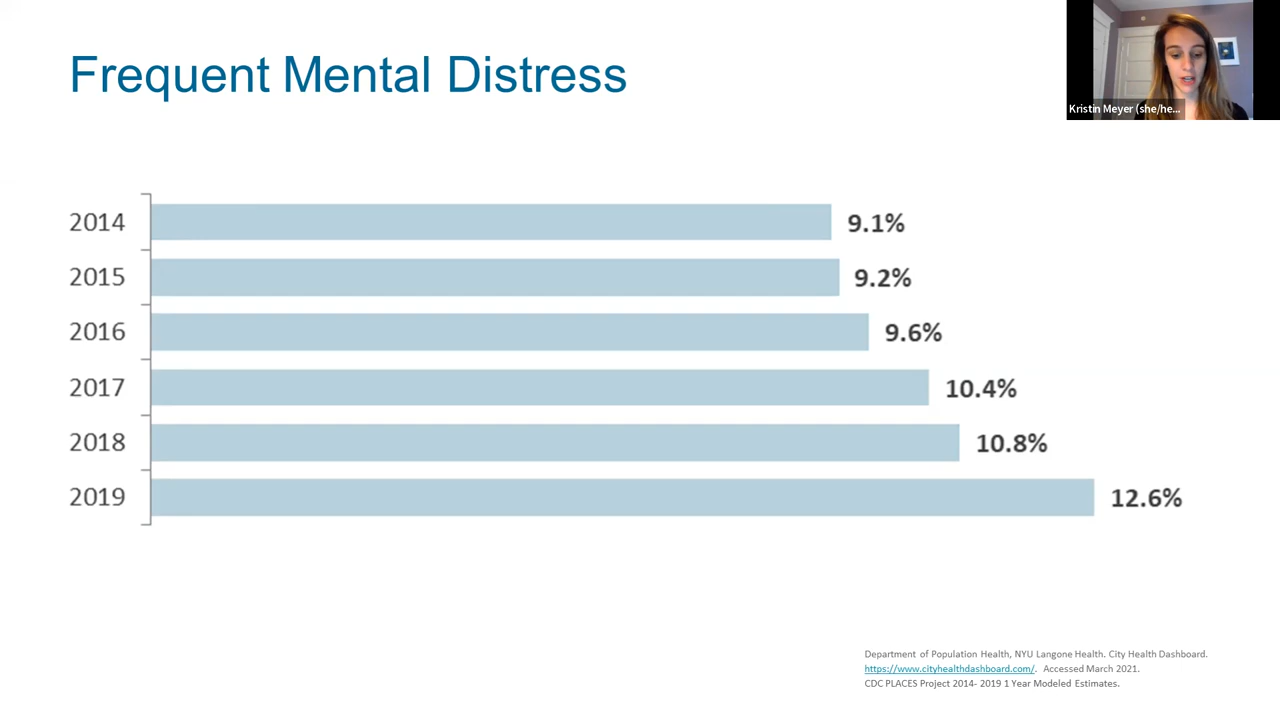 Frequent Mental Distress
Kristin Meyer (she/he...
2014 9.1%
2015 9.2%
2016 9.6%
2017 10.4%
2018 10.8%
2019 12.6%
Department of Population Health, NYU Langone Health. City Health Dashboard.
https://www.cityhealthdashboard.com/. Accessed March 2021.
CDC PLACES Project 2014- 2019 1 Year Modeled Estimates.